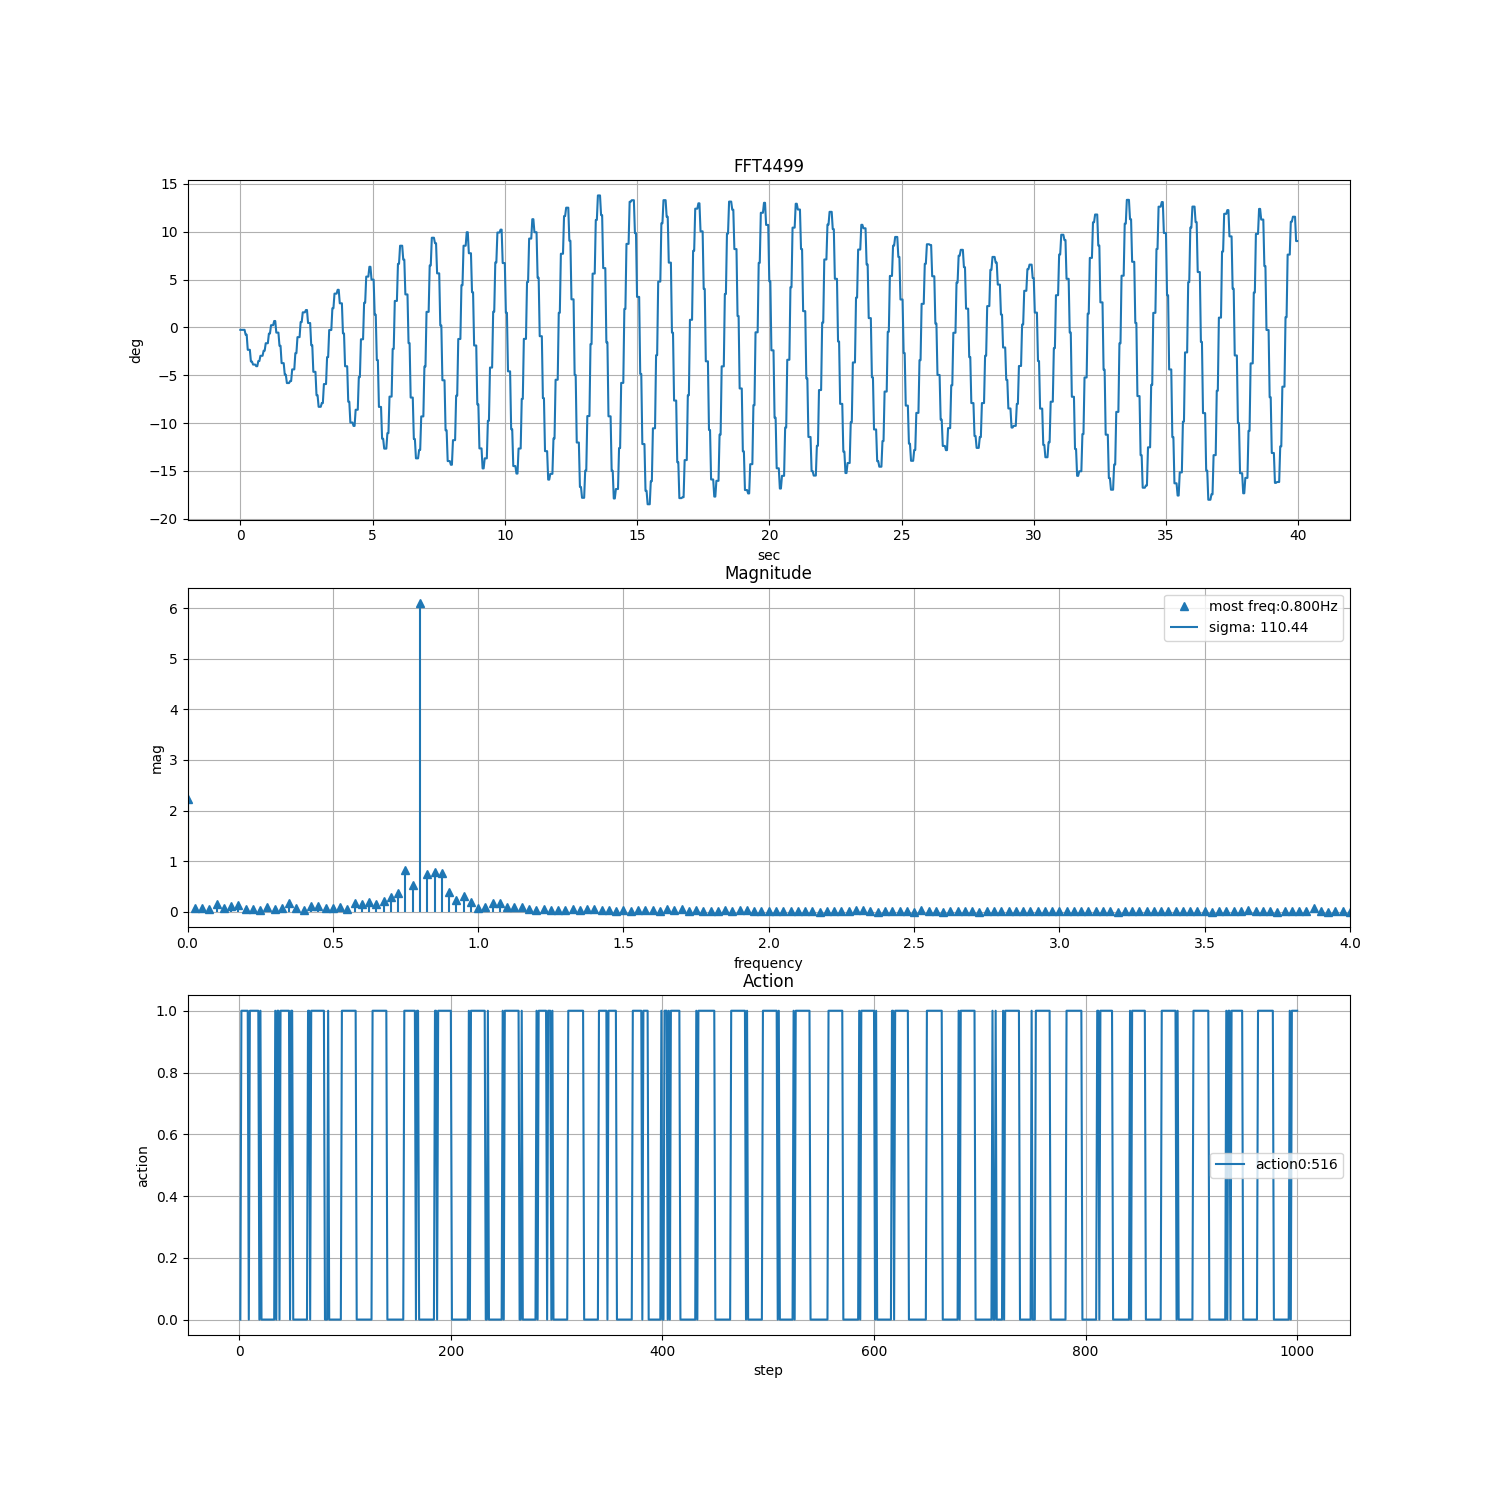 FFT4499
15
10
5
0
−5
−10
−15
−20
deg
0 5 10 15 20 25 30 35 40
sec
Magnitude
6
5
4
3
2
1
0
mag
most freq:0.800Hz
sigma: 110.44
0.0 0.5 1.0 1.5 2.0 2.5 3.0 3.5 4.0
frequency
Action
1.0
0.8
0.6
0.4
0.2
0.0
action
action0:516
0 200 400 600 800 1000
step